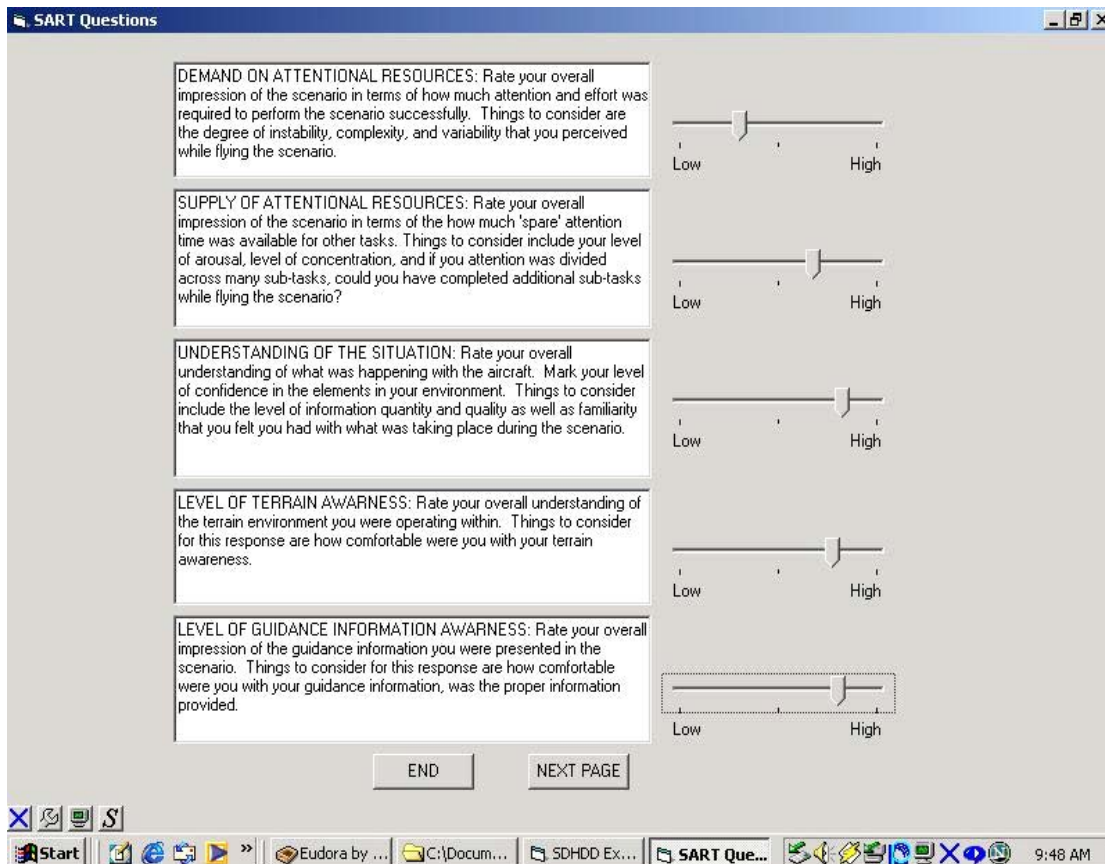 SART Questions
DEMAND ON ATTENTIONAL RESOURCES: Rate your overall
impression of the scenario in terms of how much attention and effort was
required to perform the scenario successfully. Things to consider are
the degree of instability, complexity, and variability that you perceived
while flying the scenario.
Low High
SUPPLY OF ATTENTIONAL RESOURCES: Rate your overall
impression of the scenario in terms of the how much 'spare' attention
time was available for other tasks. Things to consider include your level
of arousal, level of concentration, and if you attention was divided
across many sub-tasks, could you have completed additional sub-tasks
while flying the scenario?
Low High
UNDERSTANDING OF THE SITUATION: Rate your overall
understanding of what was happening with the aircraft. Mark your level
of confidence in the elements in your environment. Things to consider
include the level of information quantity and quality as well as familiarity
that you felt you had with what was taking place during the scenario.
Low High
LEVEL OF TERRAIN AWARNESS: Rate your overall understanding of
the terrain environment you were operating within. Things to consider
for this response are how comfortable were you with your terrain
awareness.
Low High
LEVEL OF GUIDANCE INFORMATION AWARNESS: Rate your overall
impression of the guidance information you were presented in the
scenario. Things to consider for this response are how comfortable
were you with your guidance information, was the proper information
provided.
Low High
END NEXT PAGE
S
Start » Eudora by ... C:\Docum... SDHDD Ex... SART Que... 9:48 AM